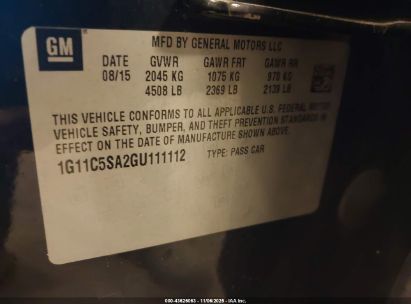 GM
MFD BY GENERAL MOTORS LLC
DATE GVWR GAWR FRT GAWR RR
08/15 2045 KG 1075 KG 970 KG
4508 LB 2369 LB 2139 LB
THIS VEHICLE CONFORMS TO ALL APPLICABLE U.S. FEDERAL MOTOR
VEHICLE SAFETY, BUMPER, AND THEFT PREVENTION STANDARDS IN
EFFECT ON THE DATE OF MANUFACTURE SHOWN ABOVE.
1G11C5SA2GU111112 TYPE: PASS CAR
000-43626063 - 11/06/2025 - IAA, Inc.